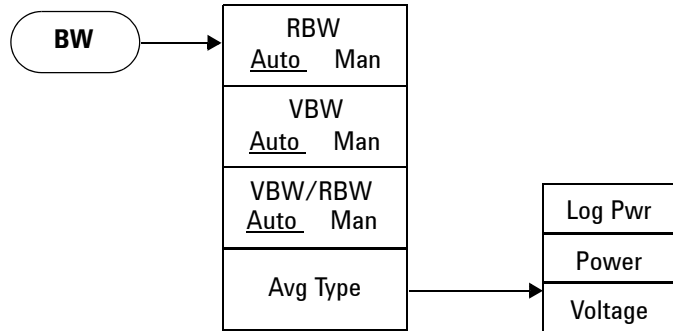 BW
RBW
Auto Man
VBW
Auto Man
VBW/RBW
Auto Man
Avg Type
Log Pwr
Power
Voltage